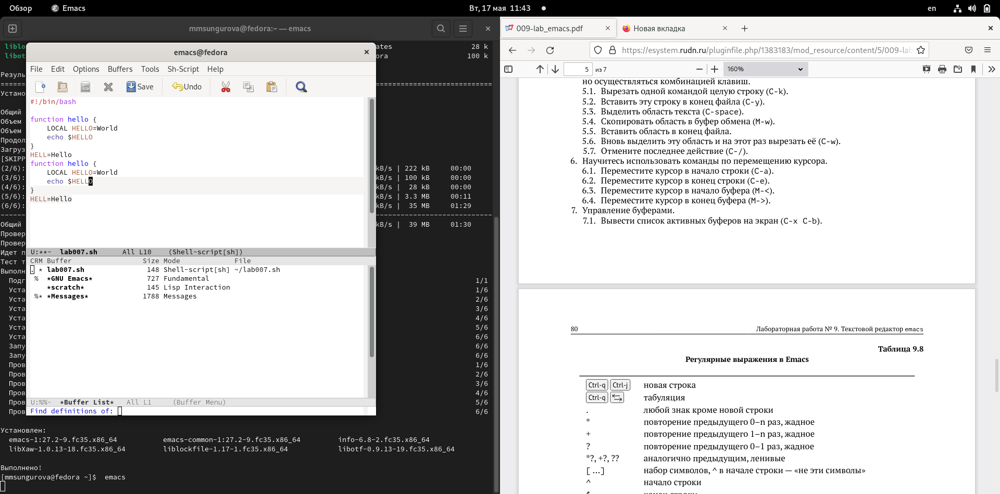 Обзор Emacs Вт, 17 мая 11:43 en
mmsungurova@fedora:~ — emacs
liblo ates 28 k
libot ora 100 k
Резуль
Устано
Общий
Объем
Объем
Продол
Загруз
[SKIPP
(2/6): kB/s | 222 kB 00:00
(3/6): kB/s | 100 kB 00:00
(4/6): kB/s | 28 kB 00:00
(5/6): kB/s | 3.3 MB 00:11
(6/6): kB/s | 35 MB 01:29
Общий kB/s | 39 MB 01:30
Провер
Провер
Идет п
Тест т
Выполн
Подг 1/1
Уста 1/6
Уста 2/6
Уста 3/6
Уста 4/6
Уста 5/6
Уста 6/6
Запу 6/6
Запу 6/6
Пров 1/6
Пров 2/6
Пров 3/6
Пров 4/6
Пров 5/6
Пров 6/6
Установлен:
emacs-1:27.2-9.fc35.x86_64 emacs-common-1:27.2-9.fc35.x86_64 info-6.8-2.fc35.x86_64
libXaw-1.0.13-18.fc35.x86_64 liblockfile-1.17-1.fc35.x86_64 libotf-0.9.13-19.fc35.x86_64
Выполнено!
[mmsungurova@fedora ~]$ emacs
emacs@fedora
File Edit Options Buffers Tools Sh-Script Help
Save Undo
#!/bin/bash
function hello {
LOCAL HELLO=World
echo $HELLO
}
HELL=Hello
function hello {
LOCAL HELLO=World
echo $HELLO
}
HELL=Hello
U:**- lab007.sh All L10 (Shell-script[sh])
CRM Buffer Size Mode File
. * lab007.sh 148 Shell-script[sh] ~/lab007.sh
% *GNU Emacs* 727 Fundamental
*scratch* 145 Lisp Interaction
%* *Messages* 1788 Messages
U:%%- *Buffer List* All L1 (Buffer Menu)
Find definitions of:
009-lab_emacs.pdf Новая вкладка
https://esystem.rudn.ru/pluginfile.php/1383183/mod_resource/content/5/009-lab
5 из 7 160%
но осуществляться комбинацией клавиш.
5.1. Вырезать одной командой целую строку (C-k).
5.2. Вставить эту строку в конец файла (C-y).
5.3. Выделить область текста (C-space).
5.4. Скопировать область в буфер обмена (M-w).
5.5. Вставить область в конец файла.
5.6. Вновь выделить эту область и на этот раз вырезать её (C-w).
5.7. Отмените последнее действие (C-/).
6. Научитесь использовать команды по перемещению курсора.
6.1. Переместите курсор в начало строки (C-a).
6.2. Переместите курсор в конец строки (C-e).
6.3. Переместите курсор в начало буфера (M-<).
6.4. Переместите курсор в конец буфера (M->).
7. Управление буферами.
7.1. Вывести список активных буферов на экран (C-x C-b).
80 Лабораторная работа № 9. Текстовой редактор emacs
Таблица 9.8
Регулярные выражения в Emacs
Ctrl-q Ctrl-j новая строка
Ctrl-q табуляция
. любой знак кроме новой строки
* повторение предыдущего 0–n раз, жадное
+ повторение предыдущего 1–n раз, жадное
? повторение предыдущего 0–1 раз, жадное
*?, +?, ?? аналогично предыдущим, ленивые
[ …] набор символов, ^ в начале строки — «не эти символы»
^ начало строки
$ конец строки